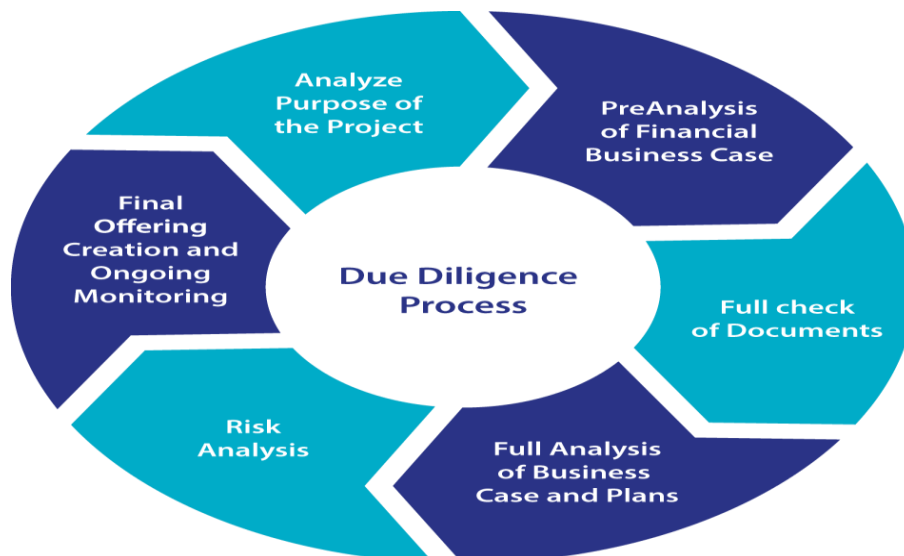 Due Diligence
Process
Analyze
Purpose of
the Project
PreAnalysis
of Financial
Business Case
Full check
of Documents
Full Analysis
of Business
Case and Plans
Risk
Analysis
Final
Offering
Creation and
Ongoing
Monitoring